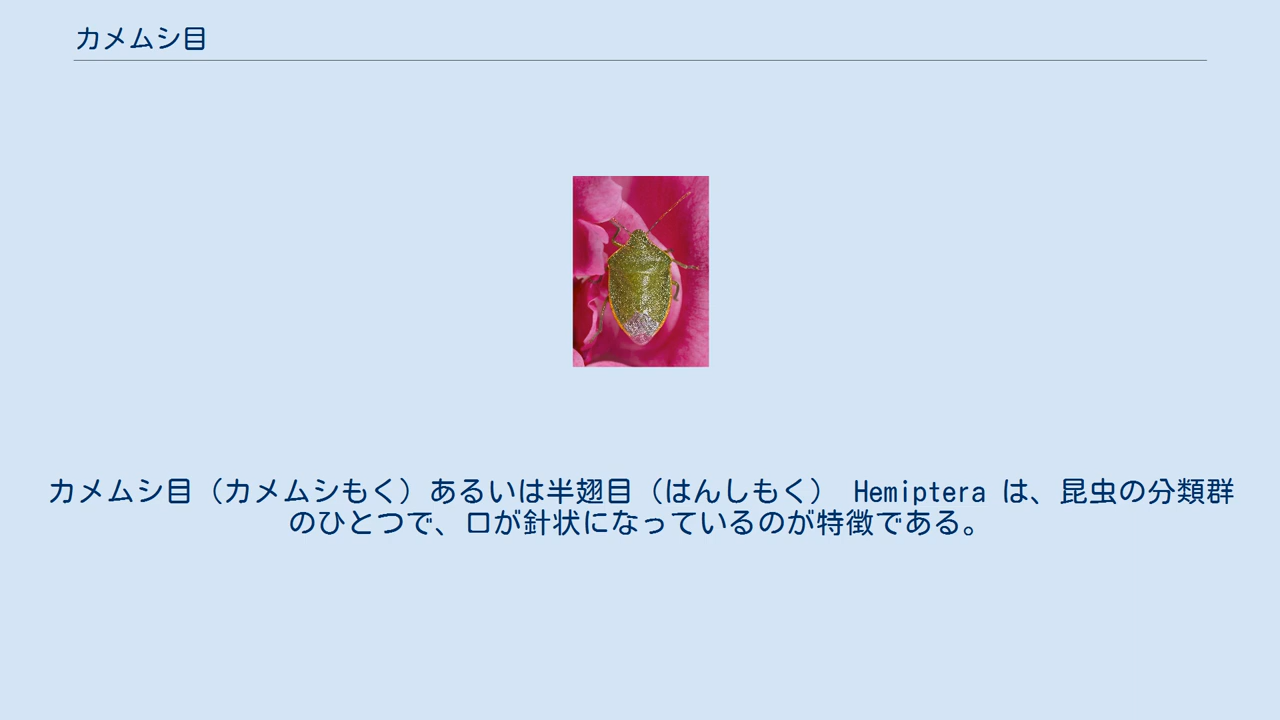 カメムシ目
カメムシ目（カメムシもく）あるいは半翅目（はんしもく） Hemiptera は、昆虫の分類群
のひとつで、口が針状になっているのが特徴である。